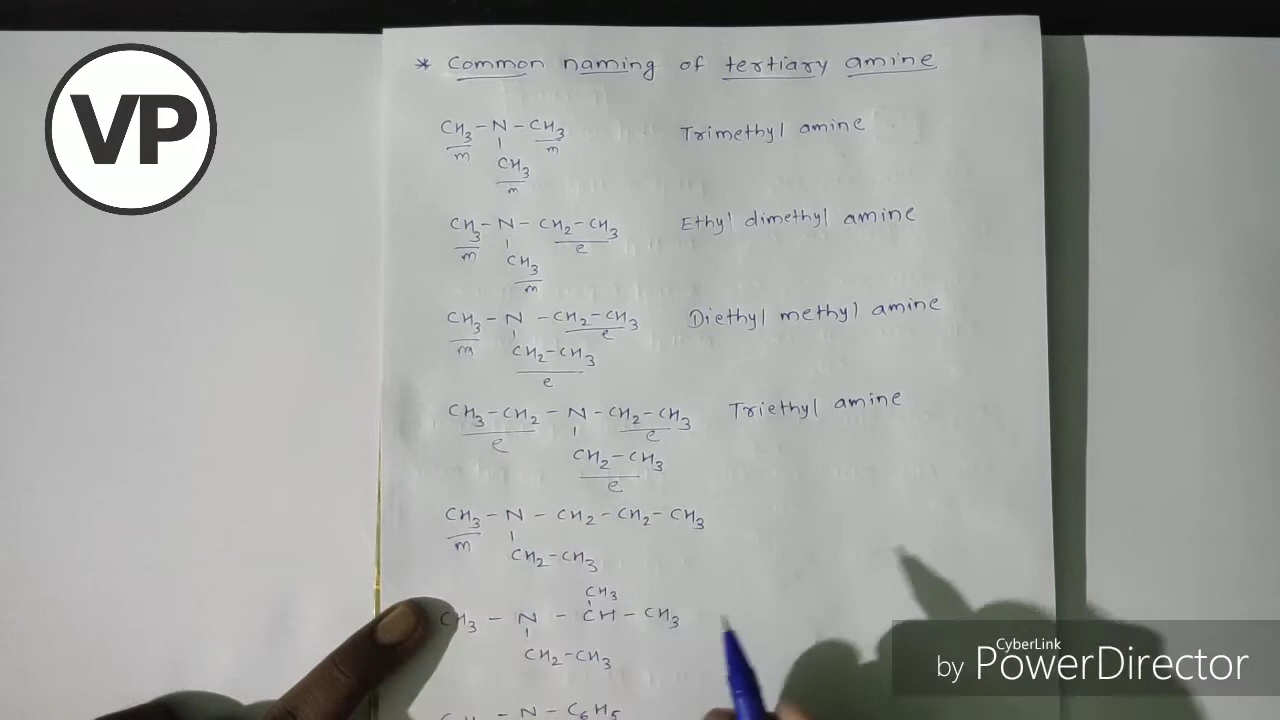 VP
* Common naming of tertiary amine
CH3 - N - CH3 Trimethyl amine
m m
CH3
m
CH3 - N - CH2 - CH3 Ethyl dimethyl amine
m e
CH3
m
CH3 - N - CH2 - CH3 Diethyl methyl amine
m e
CH2 - CH3
e
CH3 - CH2 - N - CH2 - CH3 Triethyl amine
e e
CH2 - CH3
e
CH3 - N - CH2 - CH2 - CH3
m
CH2 - CH3
CH3
CH3 - N - CH - CH3
CH2 - CH3
- N - C6H5
CyberLink
by PowerDirector